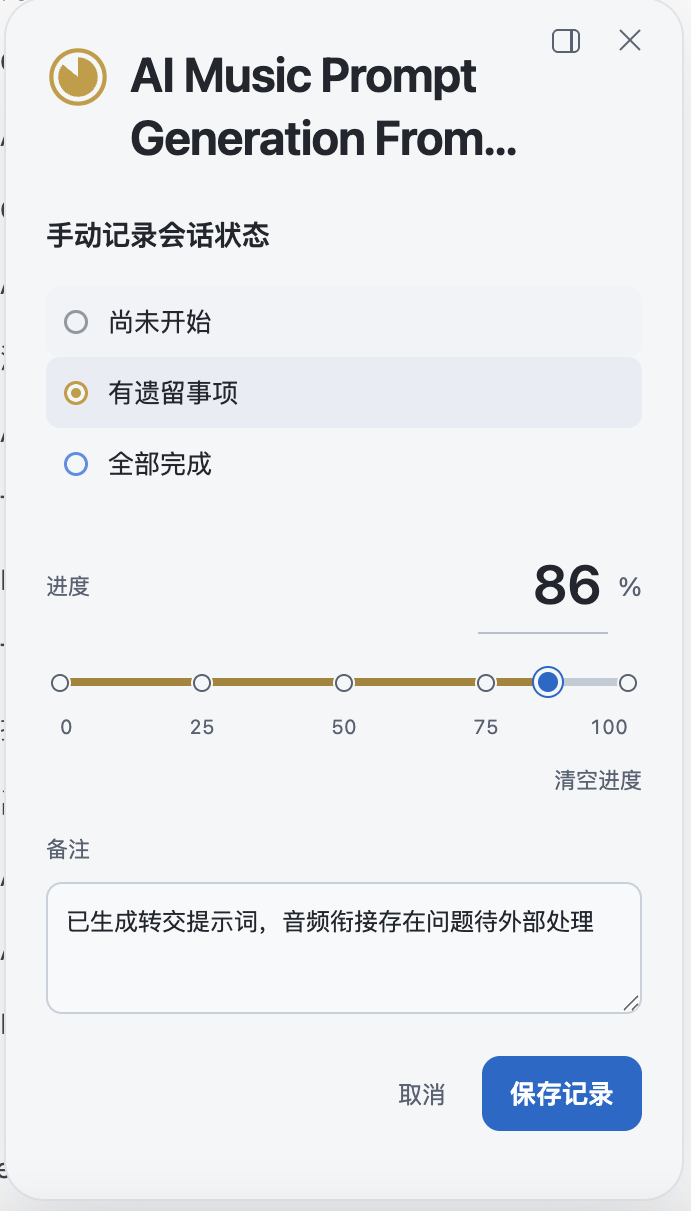 AI Music Prompt
Generation From...
手动记录会话状态
尚未开始
有遗留事项
全部完成
进度
86 %
0 25 50 75 100
清空进度
备注
已生成转交提示词，音频衔接存在问题待外部处理
取消 保存记录